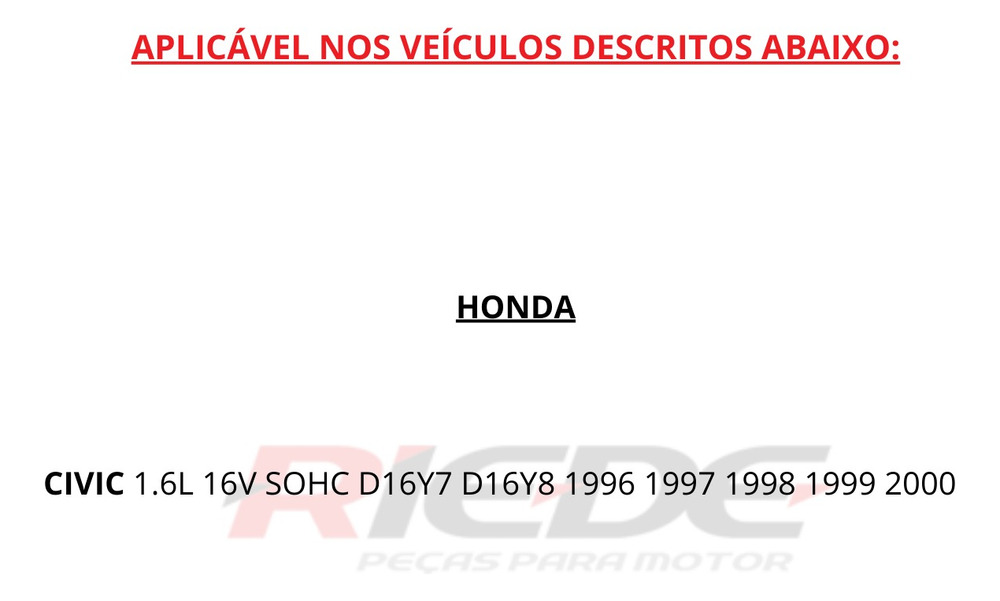 APLICÁVEL NOS VEÍCULOS DESCRITOS ABAIXO:
HONDA
CIVIC 1.6L 16V SOHC D16Y7 D16Y8 1996 1997 1998 1999 2000
RIEDE
PEÇAS PARA MOTOR